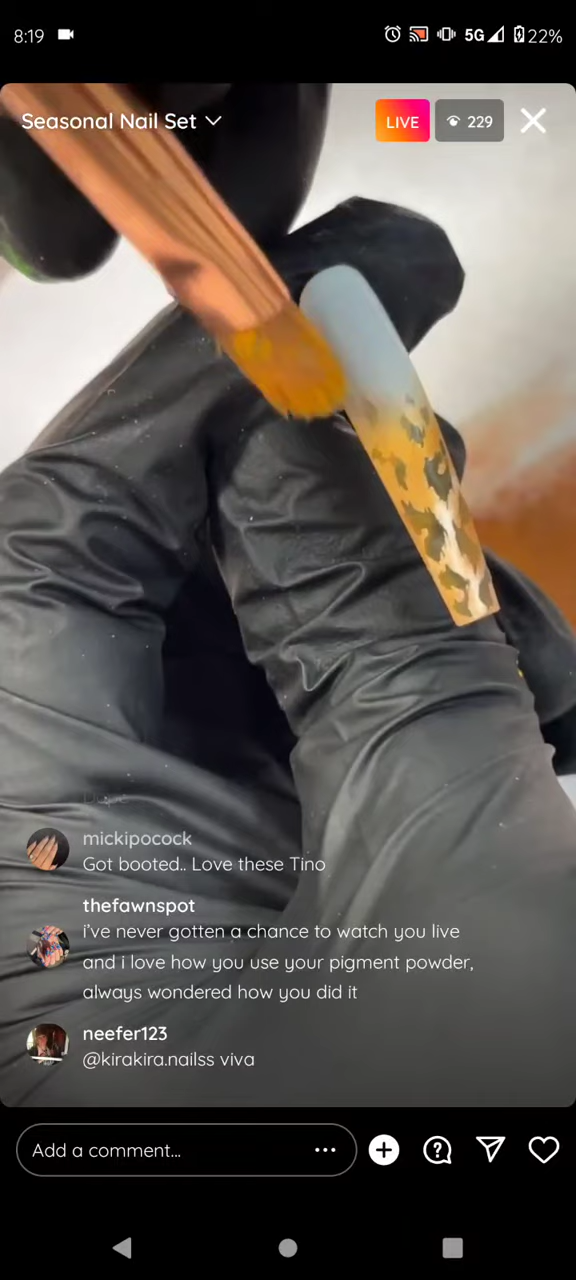 8:19
5G
22%
Seasonal Nail Set
LIVE
229
mickipocock
Got booted.. Love these Tino
thefawnspot
i've never gotten a chance to watch you live
and i love how you use your pigment powder,
always wondered how you did it
neefer123
@kirakira.nailss viva
Add a comment...